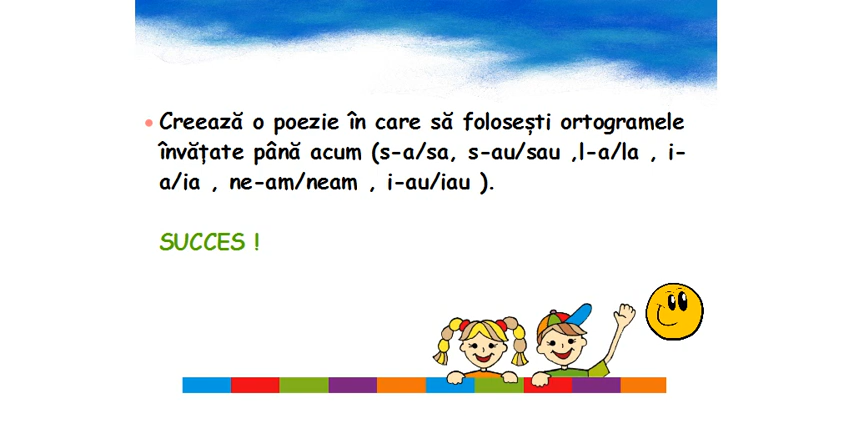 Creează o poezie în care să folosești ortogramele
învățate până acum (s-a/sa, s-au/sau ,l-a/la , i-
a/ia , ne-am/neam , i-au/iau ).
SUCCES !